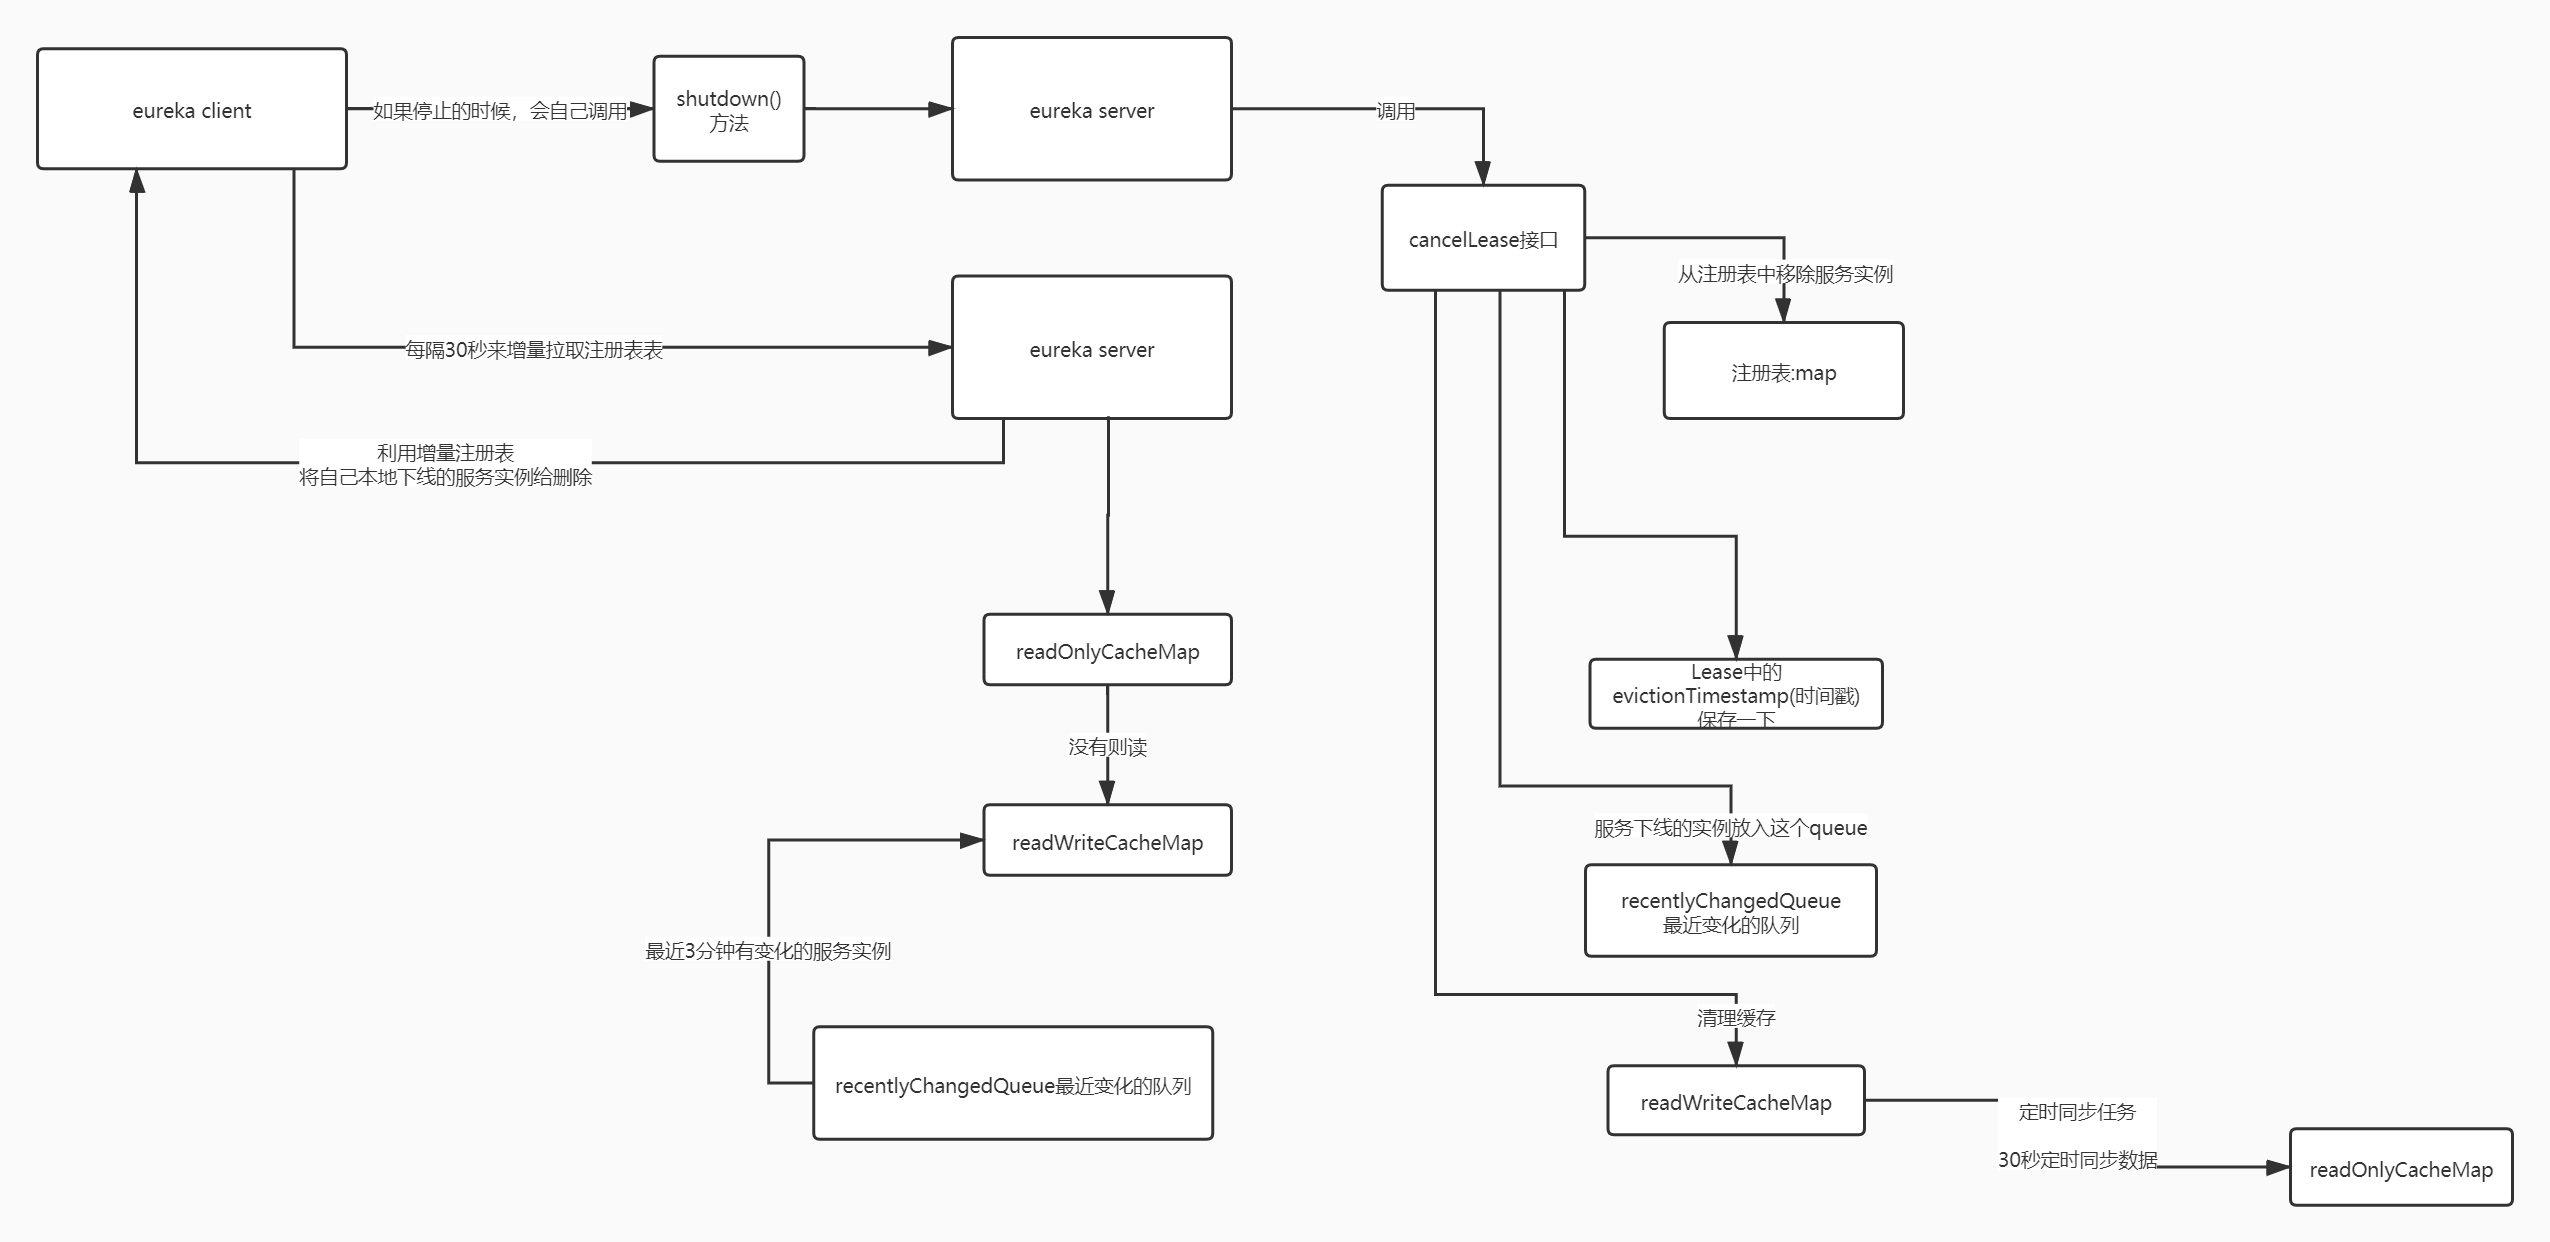 eureka client
如果停止的时候，会自己调用
shutdown()
方法
eureka server
调用
cancelLease接口
从注册表中移除服务实例
注册表:map
每隔30秒来增量拉取注册表表
eureka server
利用增量注册表
将自己本地下线的服务实例给删除
readOnlyCacheMap
没有则读
readWriteCacheMap
最近3分钟有变化的服务实例
recentlyChangedQueue最近变化的队列
Lease中的
evictionTimestamp(时间戳)
保存一下
服务下线的实例放入这个queue
recentlyChangedQueue
最近变化的队列
清理缓存
readWriteCacheMap
定时同步任务
30秒定时同步数据
readOnlyCacheMap